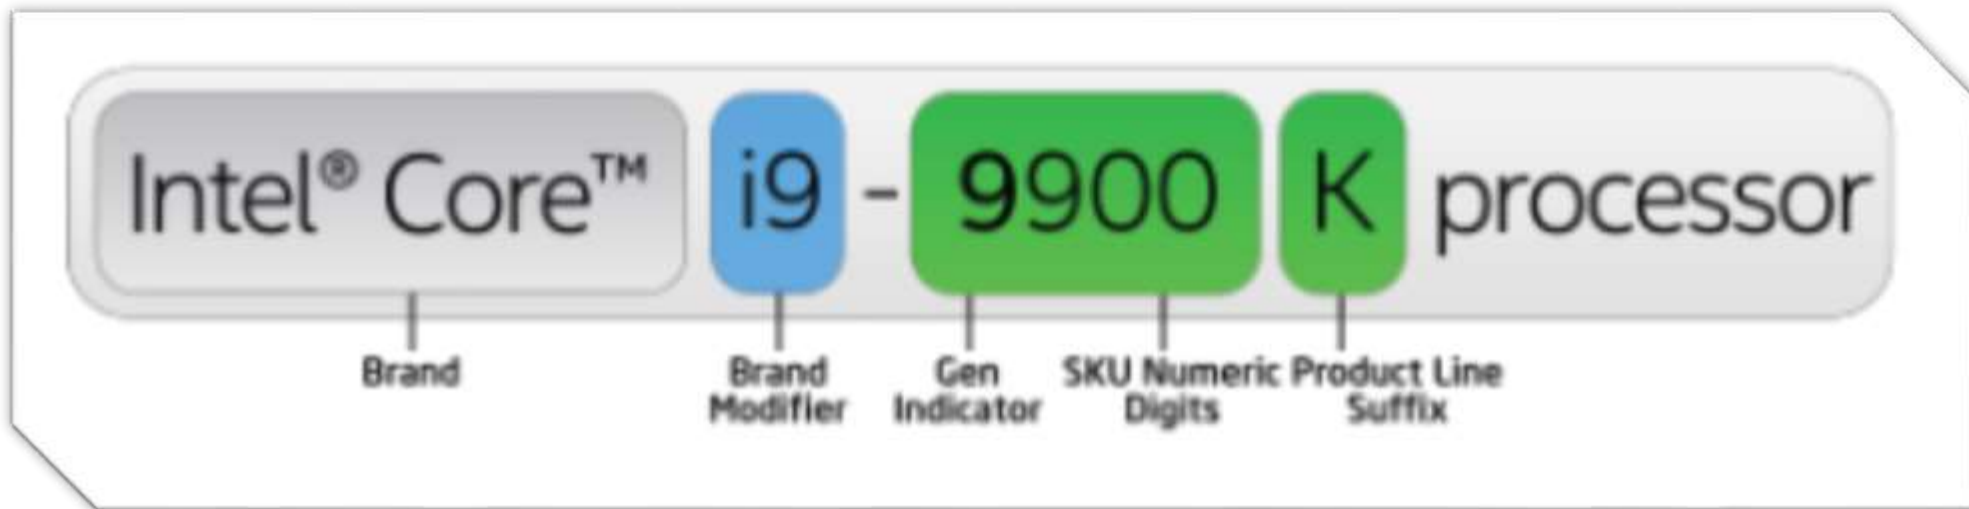 Intel® Core™ i9 - 9900 K processor
Brand
Brand Modifier
Gen Indicator
SKU Numeric Digits
Product Line Suffix